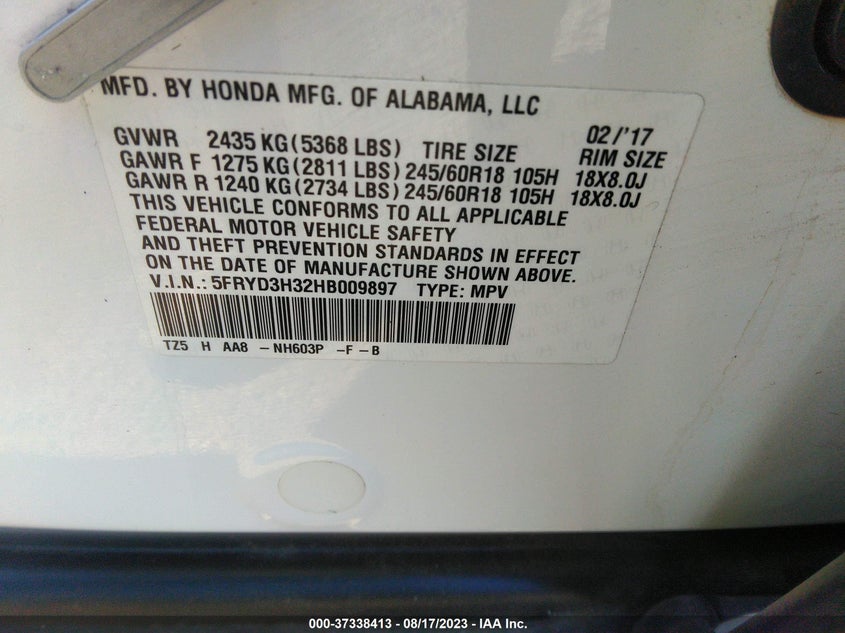 MFD. BY HONDA MFG. OF ALABAMA, LLC
02/'17
GVWR 2435 KG(5368 LBS) TIRE SIZE RIM SIZE
GAWR F 1275 KG(2811 LBS)245/60R18 105H 18X8.0J
GAWR R 1240 KG(2734 LBS)245/60R18 105H 18X8.0J
THIS VEHICLE CONFORMS TO ALL APPLICABLE
FEDERAL MOTOR VEHICLE SAFETY
AND THEFT PREVENTION STANDARDS IN EFFECT
ON THE DATE OF MANUFACTURE SHOWN ABOVE.
V.I.N.: 5FRYD3H32HB009897 TYPE: MPV
TZ5 H AA8 -NH603P -F-B
000-37338413 - 08/17/2023 - IAA Inc.